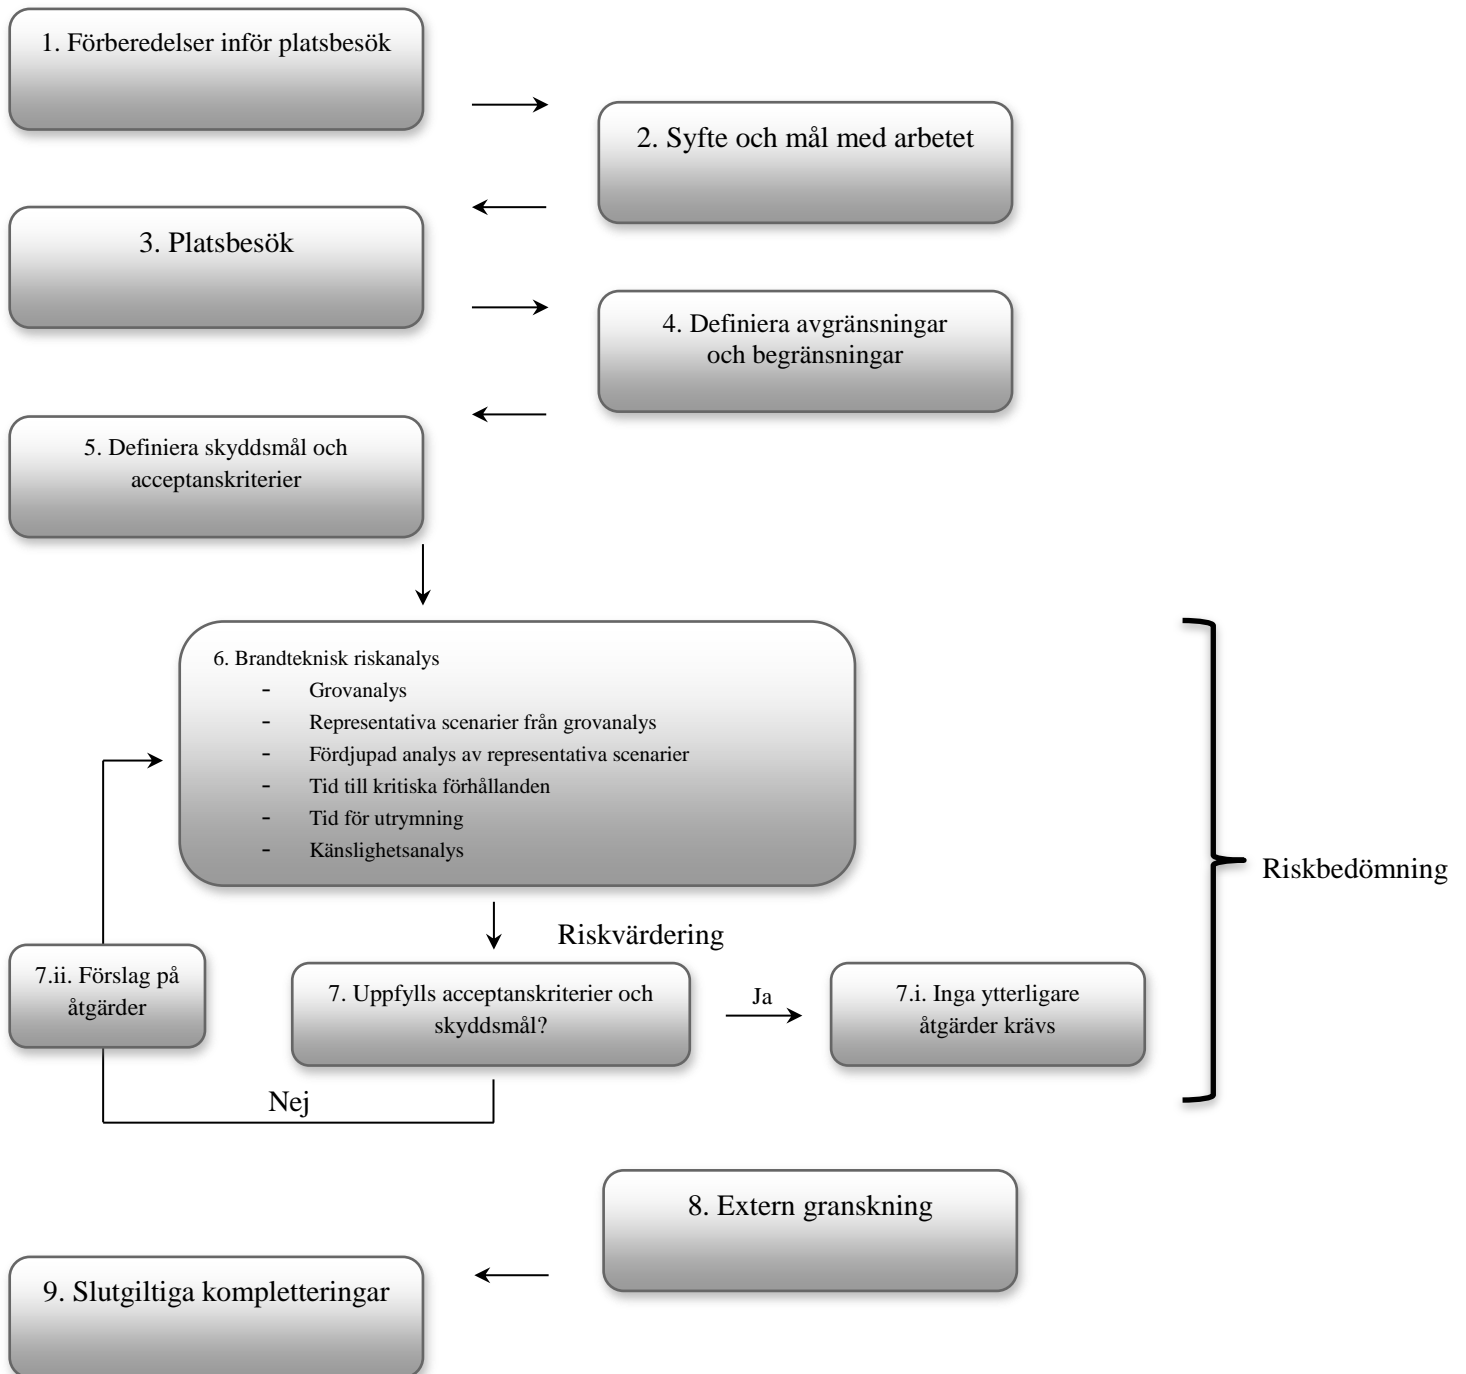 1. Förberedelser inför platsbesök
2. Syfte och mål med arbetet
3. Platsbesök
4. Definiera avgränsningar
och begränsningar
5. Definiera skyddsmål och
acceptanskriterier
6. Brandteknisk riskanalys
- Grovanalys
- Representativa scenarier från grovanalys
- Fördjupad analys av representativa scenarier
- Tid till kritiska förhållanden
- Tid för utrymning
- Känslighetsanalys
Riskbedömning
Riskvärdering
7.ii. Förslag på
åtgärder
7. Uppfylls acceptanskriterier och
skyddsmål?
Ja
7.i. Inga ytterligare
åtgärder krävs
Nej
8. Extern granskning
9. Slutgiltiga kompletteringar